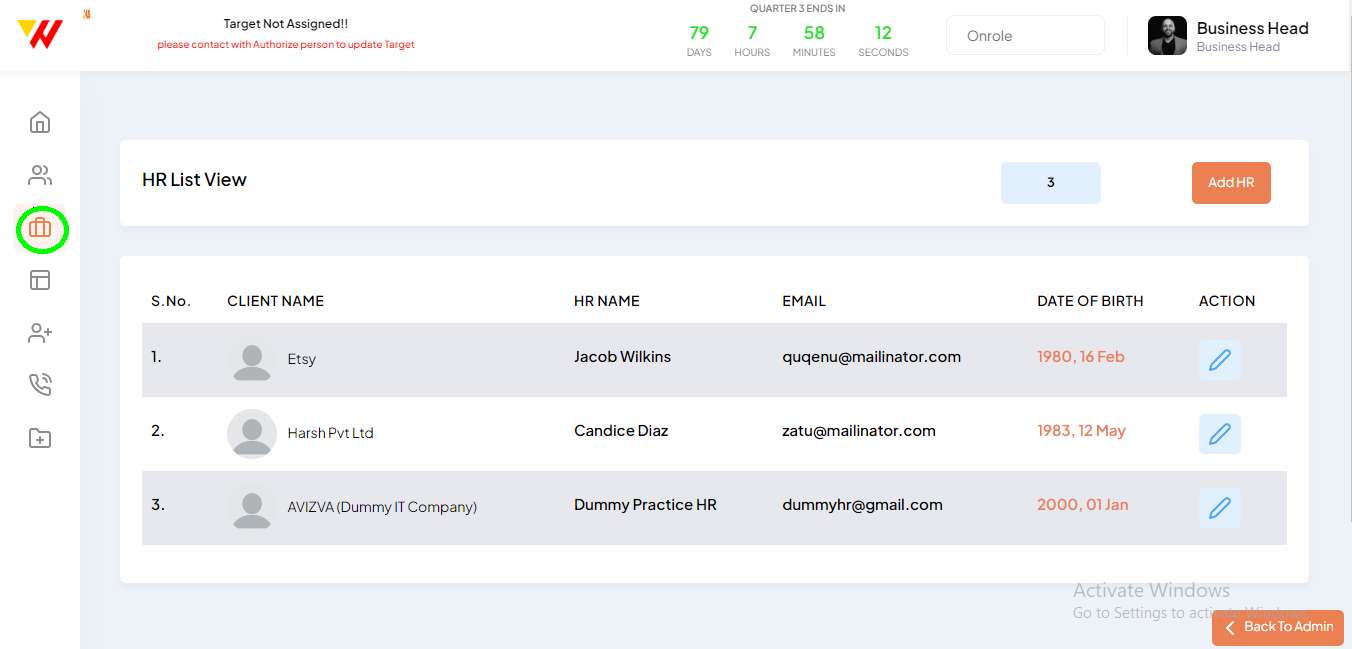 Target Not Assigned!!
please contact with Authorize person to update Target
QUARTER 3 ENDS IN
79 7 58 12
DAYS HOURS MINUTES SECONDS
Onrole
Business Head
Business Head
HR List View
3
Add HR
S.No. CLIENT NAME HR NAME EMAIL DATE OF BIRTH ACTION
1. Etsy Jacob Wilkins quqenu@mailinator.com 1980, 16 Feb
2. Harsh Pvt Ltd Candice Diaz zatu@mailinator.com 1983, 12 May
3. AVIZVA (Dummy IT Company) Dummy Practice HR dummyhr@gmail.com 2000, 01 Jan
Activate Windows
Go to Settings to activate Windows.
Back To Admin